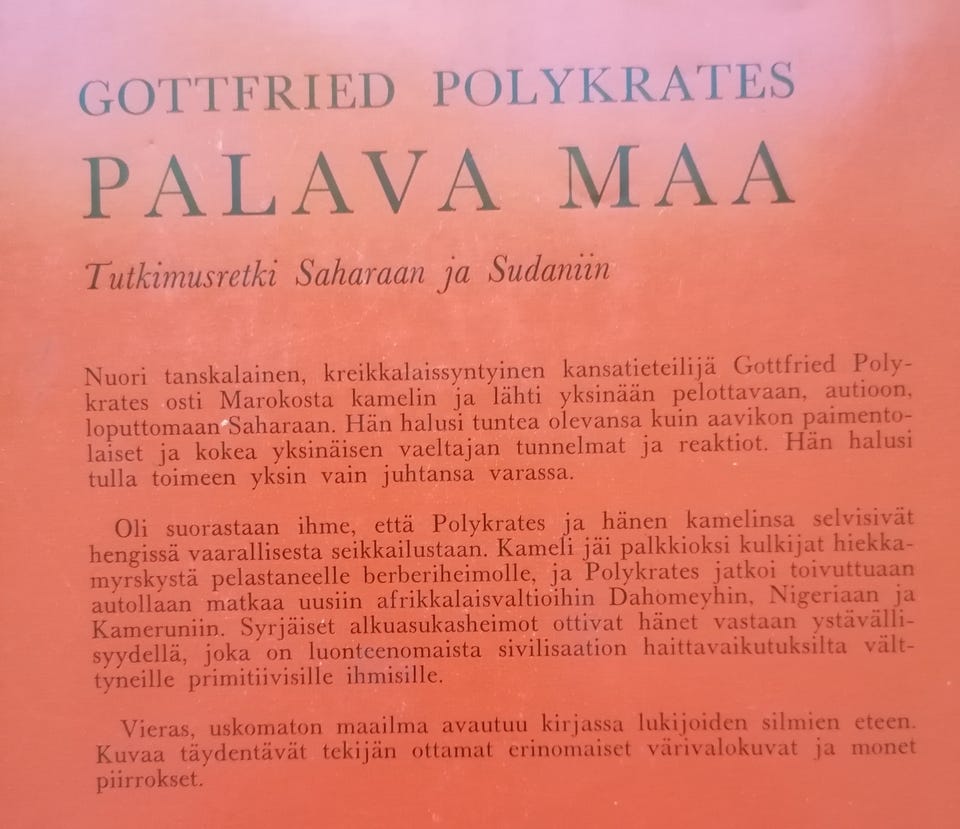 GOTTFRIED POLYKRATES
PALAVA MAA
Tutkimusretki Saharaan ja Sudaniin
Nuori tanskalainen, kreikkalaissyntyinen kansatieteilijä Gottfried Poly-
krates osti Marokosta kamelin ja lähti yksinään pelottavaan, autioon,
loputtomaan Saharaan. Hän halusi tuntea olevansa kuin aavikon paimento-
laiset ja kokea yksinäisen vaeltajan tunnelmat ja reaktiot. Hän halusi
tulla toimeen yksin vain juhtansa varassa.
Oli suorastaan ihme, että Polykrates ja hänen kamelinsa selvisivät
hengissä vaarallisesta seikkailustaan. Kameli jäi palkkioksi kulkijat hiekka-
myrskystä pelastaneelle berberiheimolle, ja Polykrates jatkoi toivuttuaan
autollaan matkaa uusiin afrikkalaisvaltioihin Dahomeyhin, Nigeriaan ja
Kameruniin. Syrjäiset alkuasukasheimot ottivat hänet vastaan ystävälli-
syydellä, joka on luonteenomaista sivilisaation haittavaikutuksilta vält-
tyneille primitiivisille ihmisille.
Vieras, uskomaton maailma avautuu kirjassa lukijoiden silmien eteen.
Kuvaa täydentävät tekijän ottamat erinomaiset värivalokuvat ja monet
piirrokset.